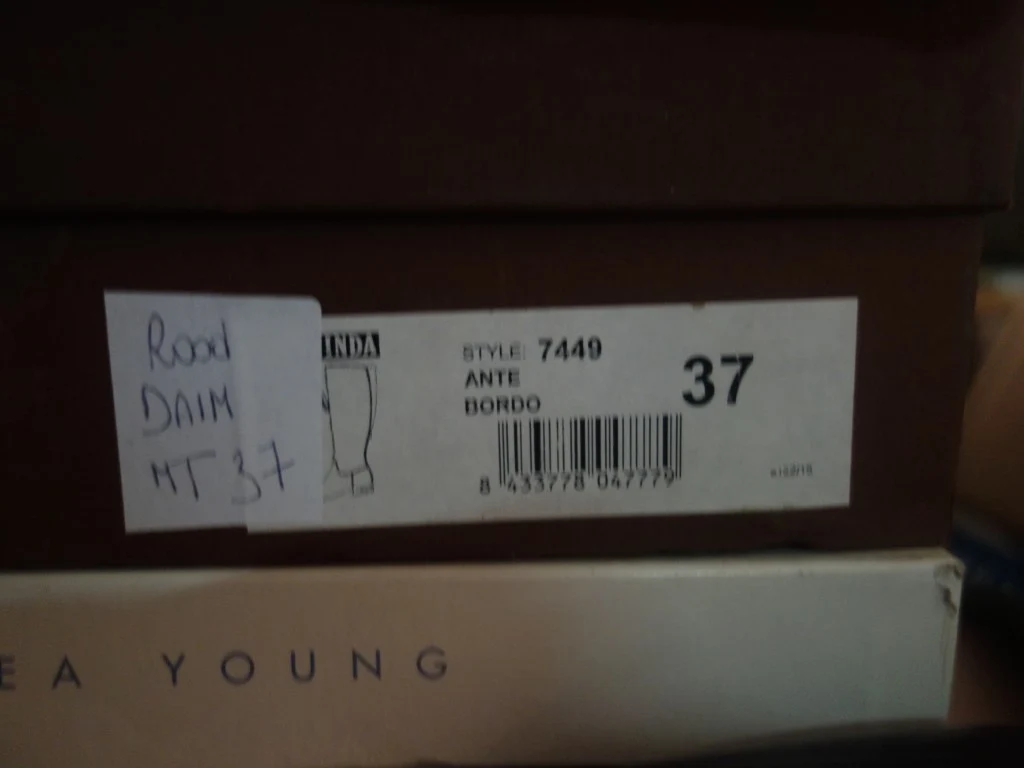 Rood
DAIM
MT 37
INDA
STYLE: 7449
ANTE
BORDO
37
8 433778 047779
EA YOUNG